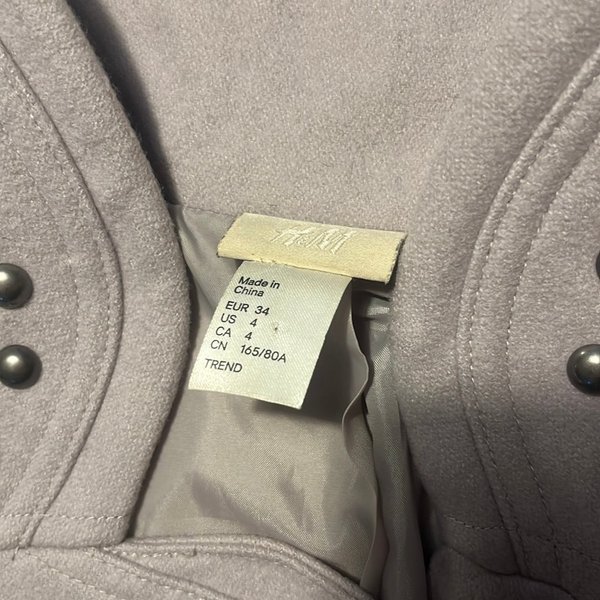 H&M
Made in
China
EUR 34
US 4
CA 4
CN 165/80A
TREND